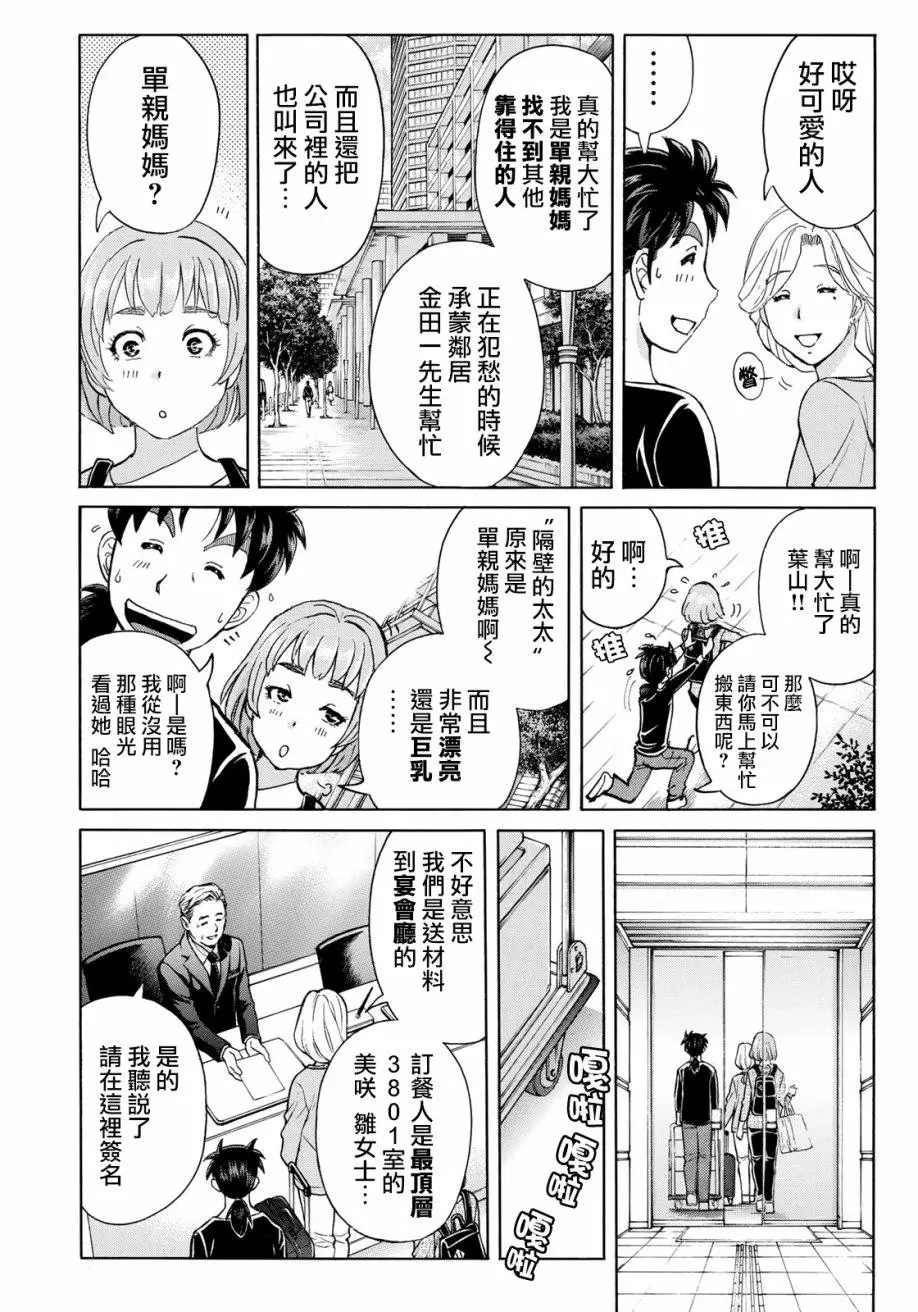 哎呀
好可愛的人
……
瞥
真的幫大忙了
我是單親媽媽
找不到其他
靠得住的人
正在犯愁的時候
承蒙鄰居
金田一先生幫忙
而且還把
公司裡的人
也叫來了…
單親媽媽？
啊—真的
幫大忙了
葉山!!
那麼
可不可以
請你馬上幫忙
搬東西呢？
啊…
好的
推
推
“隔壁的太太”
原來是
單親媽媽啊～
而且
非常漂亮
還是巨乳
……
啊—是嗎？
我從沒用
那種眼光
看過她 哈哈
嘎啦
嘎啦
嘎啦
不好意思
我們是送材料
到宴會廳的
訂餐人是最頂層
3801室的
美咲 雛女士…
是的
我聽說了
請在這裡簽名